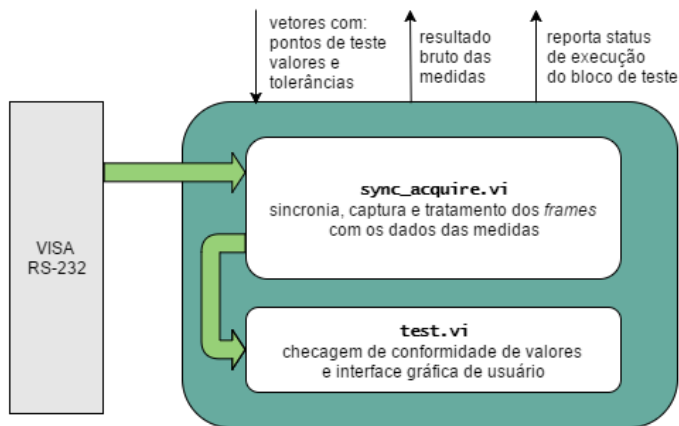 vetores com:
pontos de teste
valores e
tolerâncias
resultado
bruto das
medidas
reporta status
de execução
do bloco de teste
VISA
RS-232
sync_acquire.vi
sincronia, captura e tratamento dos frames
com os dados das medidas
test.vi
checagem de conformidade de valores
e interface gráfica de usuário